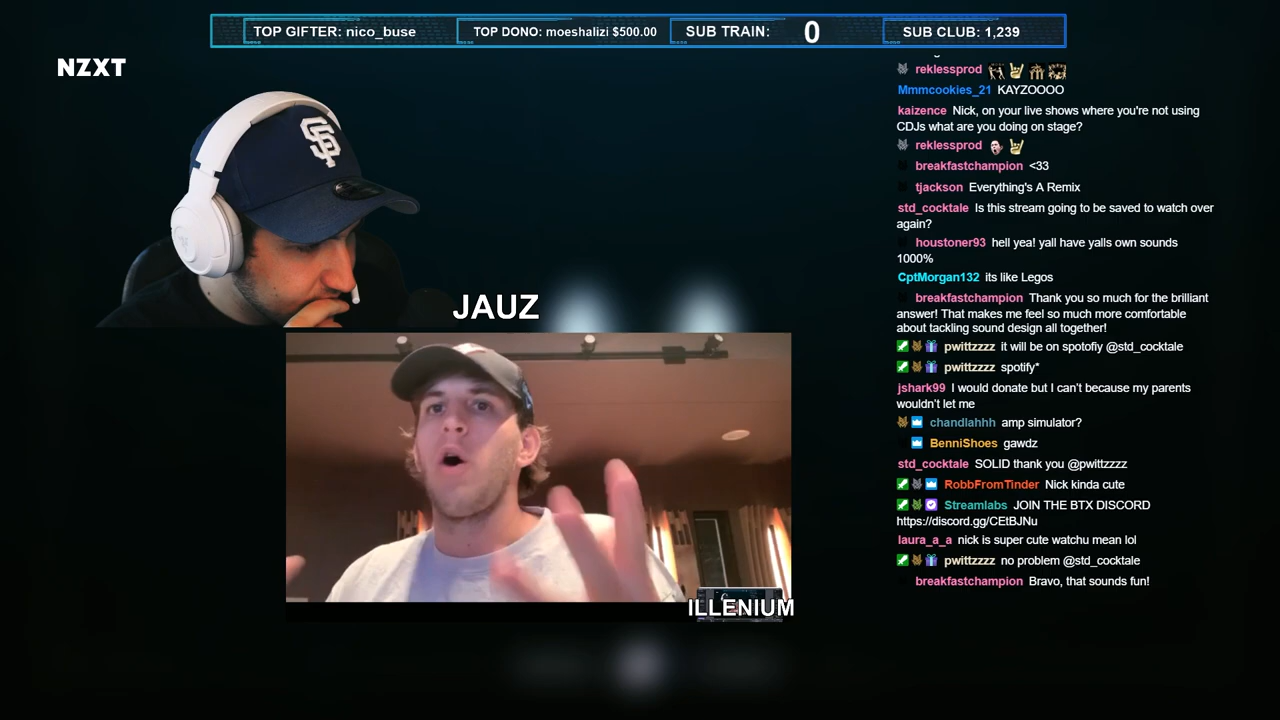 TOP GIFTER: nico_buse
TOP DONO: moeshalizi $500.00
SUB TRAIN: 0
SUB CLUB: 1,239
NZXT
SF
JAUZ
ILLENIUM
reklessprod
Mmmcookies_21 KAYZOOOO
kaizence Nick, on your live shows where you're not using
CDJs what are you doing on stage?
reklessprod
breakfastchampion <33
tjackson Everything's A Remix
std_cocktale Is this stream going to be saved to watch over
again?
houstoner93 hell yea! yall have yalls own sounds
1000%
CptMorgan132 its like Legos
breakfastchampion Thank you so much for the brilliant
answer! That makes me feel so much more comfortable
about tackling sound design all together!
pwittzzzz it will be on spotofiy @std_cocktale
pwittzzzz spotify*
jshark99 I would donate but I can't because my parents
wouldn't let me
chandlahhh amp simulator?
BenniShoes gawdz
std_cocktale SOLID thank you @pwittzzzz
RobbFromTinder Nick kinda cute
Streamlabs JOIN THE BTX DISCORD
https://discord.gg/CEtBJNu
laura_a_a nick is super cute watchu mean lol
pwittzzzz no problem @std_cocktale
breakfastchampion Bravo, that sounds fun!